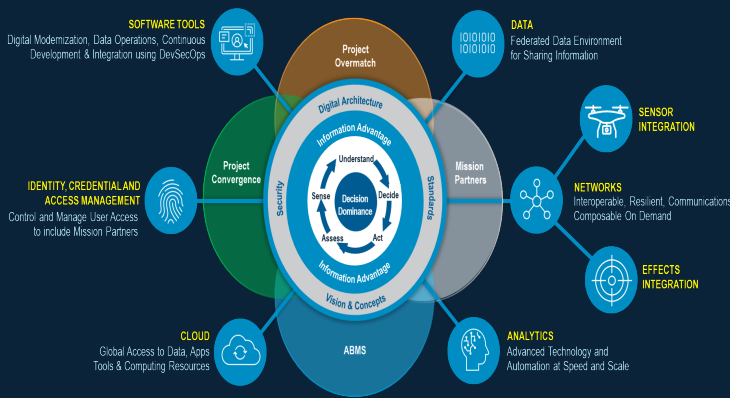 SOFTWARE TOOLS
Digital Modernization, Data Operations, Continuous
Development & Integration using DevSecOps
DATA
Federated Data Environment
for Sharing Information
1010101
0101010
Project
Overmatch
Digital Architecture
Information Advantage
SENSOR
INTEGRATION
Project
Convergence
Understand
Mission
Partners
IDENTITY, CREDENTIAL AND
ACCESS MANAGEMENT
Control and Manage User Access
to include Mission Partners
Security
Sense
Decision
Dominance
Decide
Standards
NETWORKS
Interoperable, Resilient, Communications
Composable On Demand
Assess
Act
Information Advantage
Vision & Concepts
EFFECTS
INTEGRATION
CLOUD
Global Access to Data, Apps
Tools & Computing Resources
ABMS
ANALYTICS
Advanced Technology and
Automation at Speed and Scale